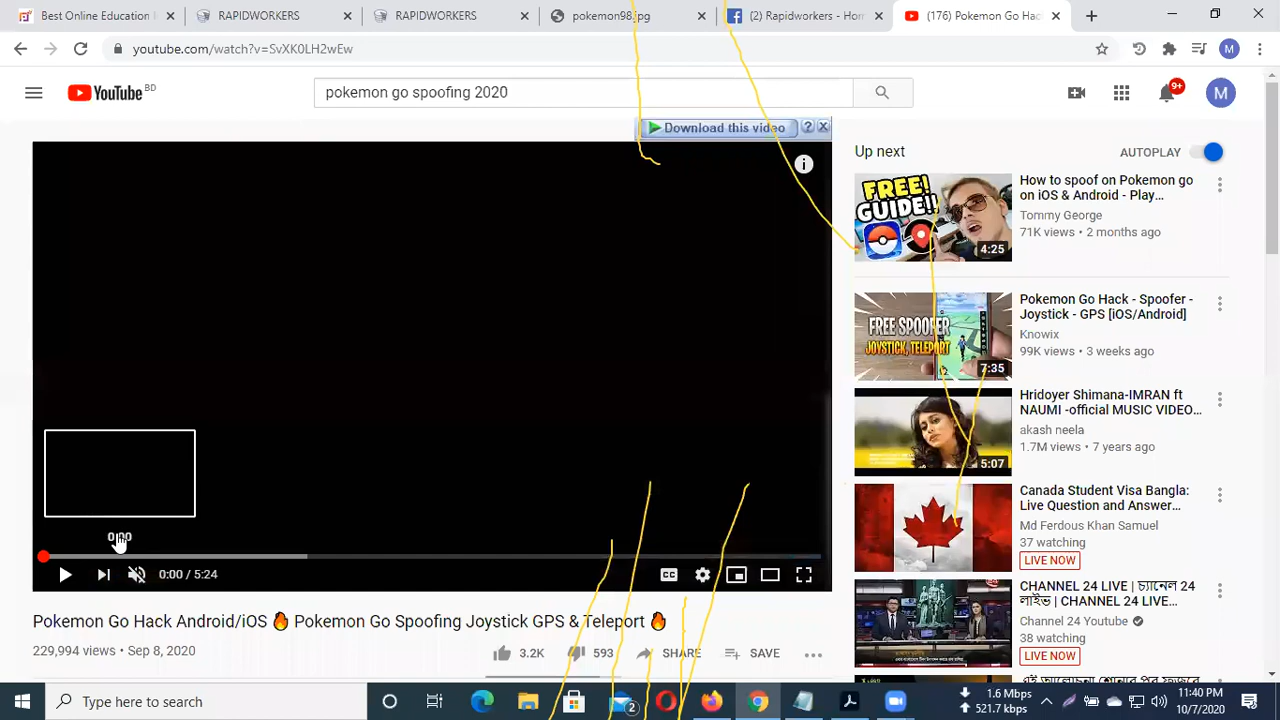 Best Online Education
RAPIDWORKERS
RAPIDWORKERS
pokemon98.jpg
(2) Rapidworkers - Hom
(176) Pokemon Go Hac
youtube.com/watch?v=SvXK0LH2wEw
M
YouTube BD
pokemon go spoofing 2020
9+
M
Download this video
?
Up next
AUTOPLAY
FREE!
GUIDE!!
4:25
How to spoof on Pokemon go
on iOS & Android - Play...
Tommy George
71K views • 2 months ago
FREE SPOOFER
JOYSTICK, TELEPORT
7:35
Pokemon Go Hack - Spoofer -
Joystick - GPS [iOS/Android]
Knowix
99K views • 3 weeks ago
5:07
Hridoyer Shimana-IMRAN ft
NAUMI -official MUSIC VIDEO...
akash neela
1.7M views • 7 years ago
Canada Student Visa Bangla:
Live Question and Answer...
Md Ferdous Khan Samuel
37 watching
LIVE NOW
CHANNEL 24 LIVE | চ্যানেল 24
লাইভ | CHANNEL 24 LIVE...
Channel 24 Youtube
38 watching
LIVE NOW
0:00
0:00 / 5:24
CC
Pokemon Go Hack Android/iOS 🔥 Pokemon Go Spoofing Joystick GPS & Teleport 🔥
229,994 views • Sep 8, 2020
3.2K
593
SHARE
SAVE
Type here to search
2
1.6 Mbps
521.7 kbps
11:40 PM
10/7/2020